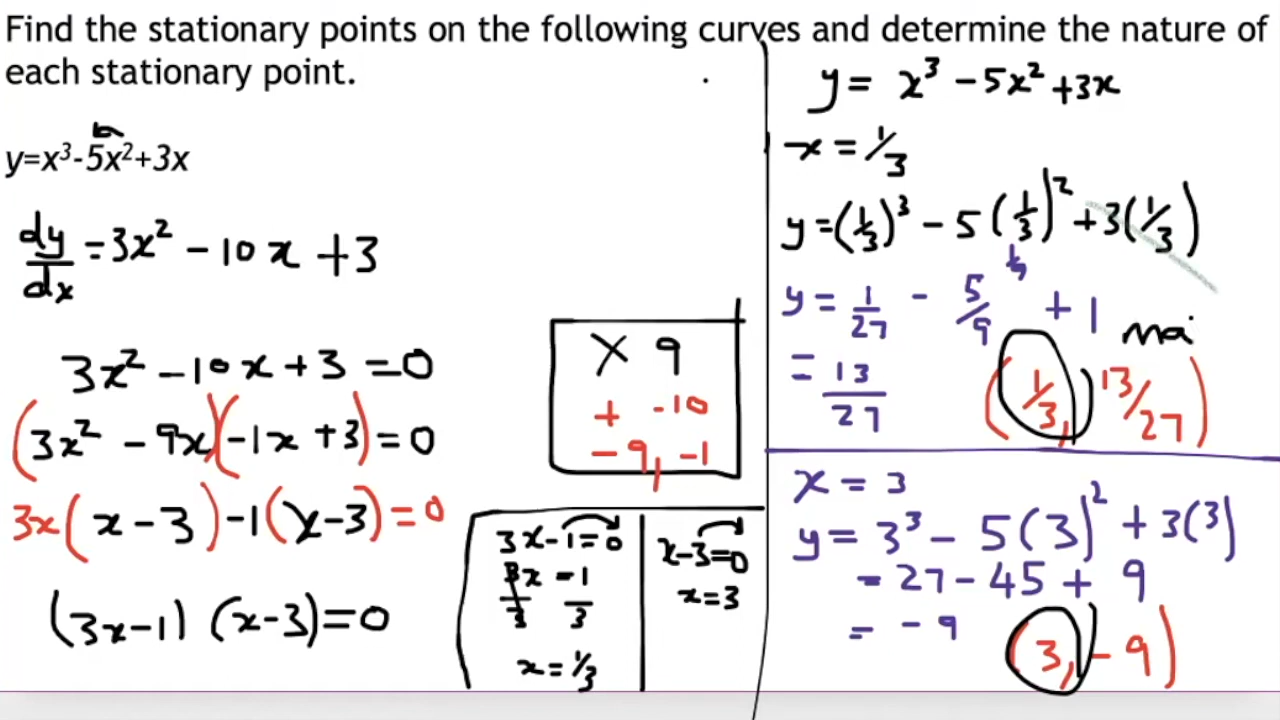 Find the stationary points on the following curves and determine the nature of
each stationary point.
y=x³-5x²+3x
dy/dx = 3x² - 10x + 3
3x² - 10x + 3 = 0
(3x² - 9x)(-1x + 3) = 0
3x(x-3) -1(x-3) = 0
(3x-1) (x-3) = 0
× 9
+ -10
-9, -1
3x-1=0
3x/3 = 1/3
x = 1/3
x-3=0
x=3
y = x³ - 5x² + 3x
x = 1/3
y = (1/3)³ - 5(1/3)² + 3(1/3)
y = 1/27 - 5/9 + 1
= 13/27
(1/3, 13/27)
x = 3
y = 3³ - 5(3)² + 3(3)
= 27 - 45 + 9
= -9
(3, -9)